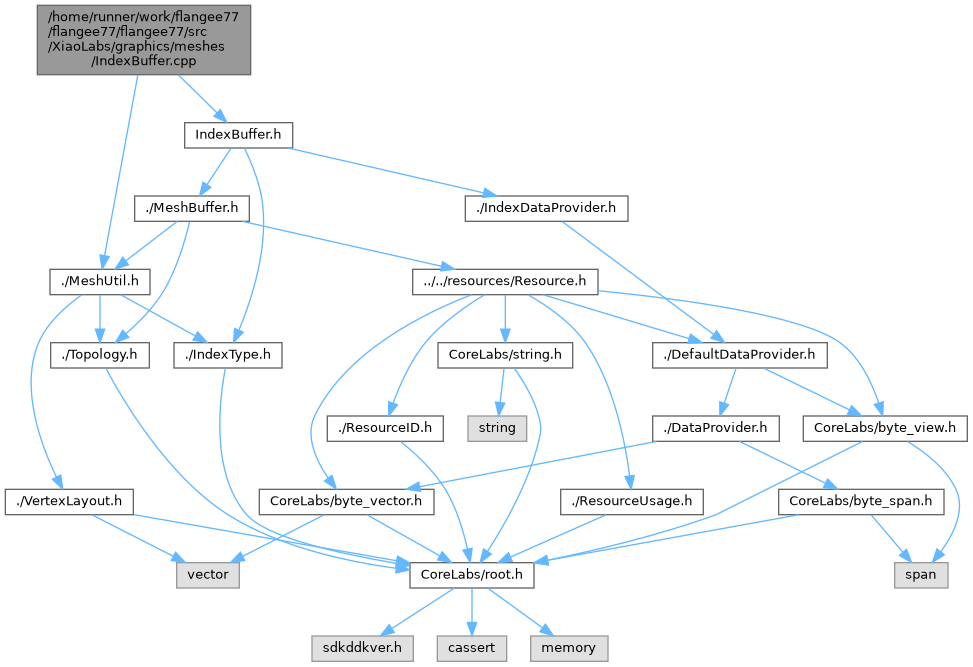 /home/runner/work/flangee77
/flangee77/flangee77/src
/XiaoLabs/graphics/meshes
/IndexBuffer.cpp
IndexBuffer.h
./MeshBuffer.h
./IndexDataProvider.h
./MeshUtil.h
../../resources/Resource.h
./Topology.h
./IndexType.h
CoreLabs/string.h
./DefaultDataProvider.h
./ResourceID.h
string
./DataProvider.h
CoreLabs/byte_view.h
./VertexLayout.h
CoreLabs/byte_vector.h
./ResourceUsage.h
CoreLabs/byte_span.h
vector
CoreLabs/root.h
span
sdkddkver.h
cassert
memory